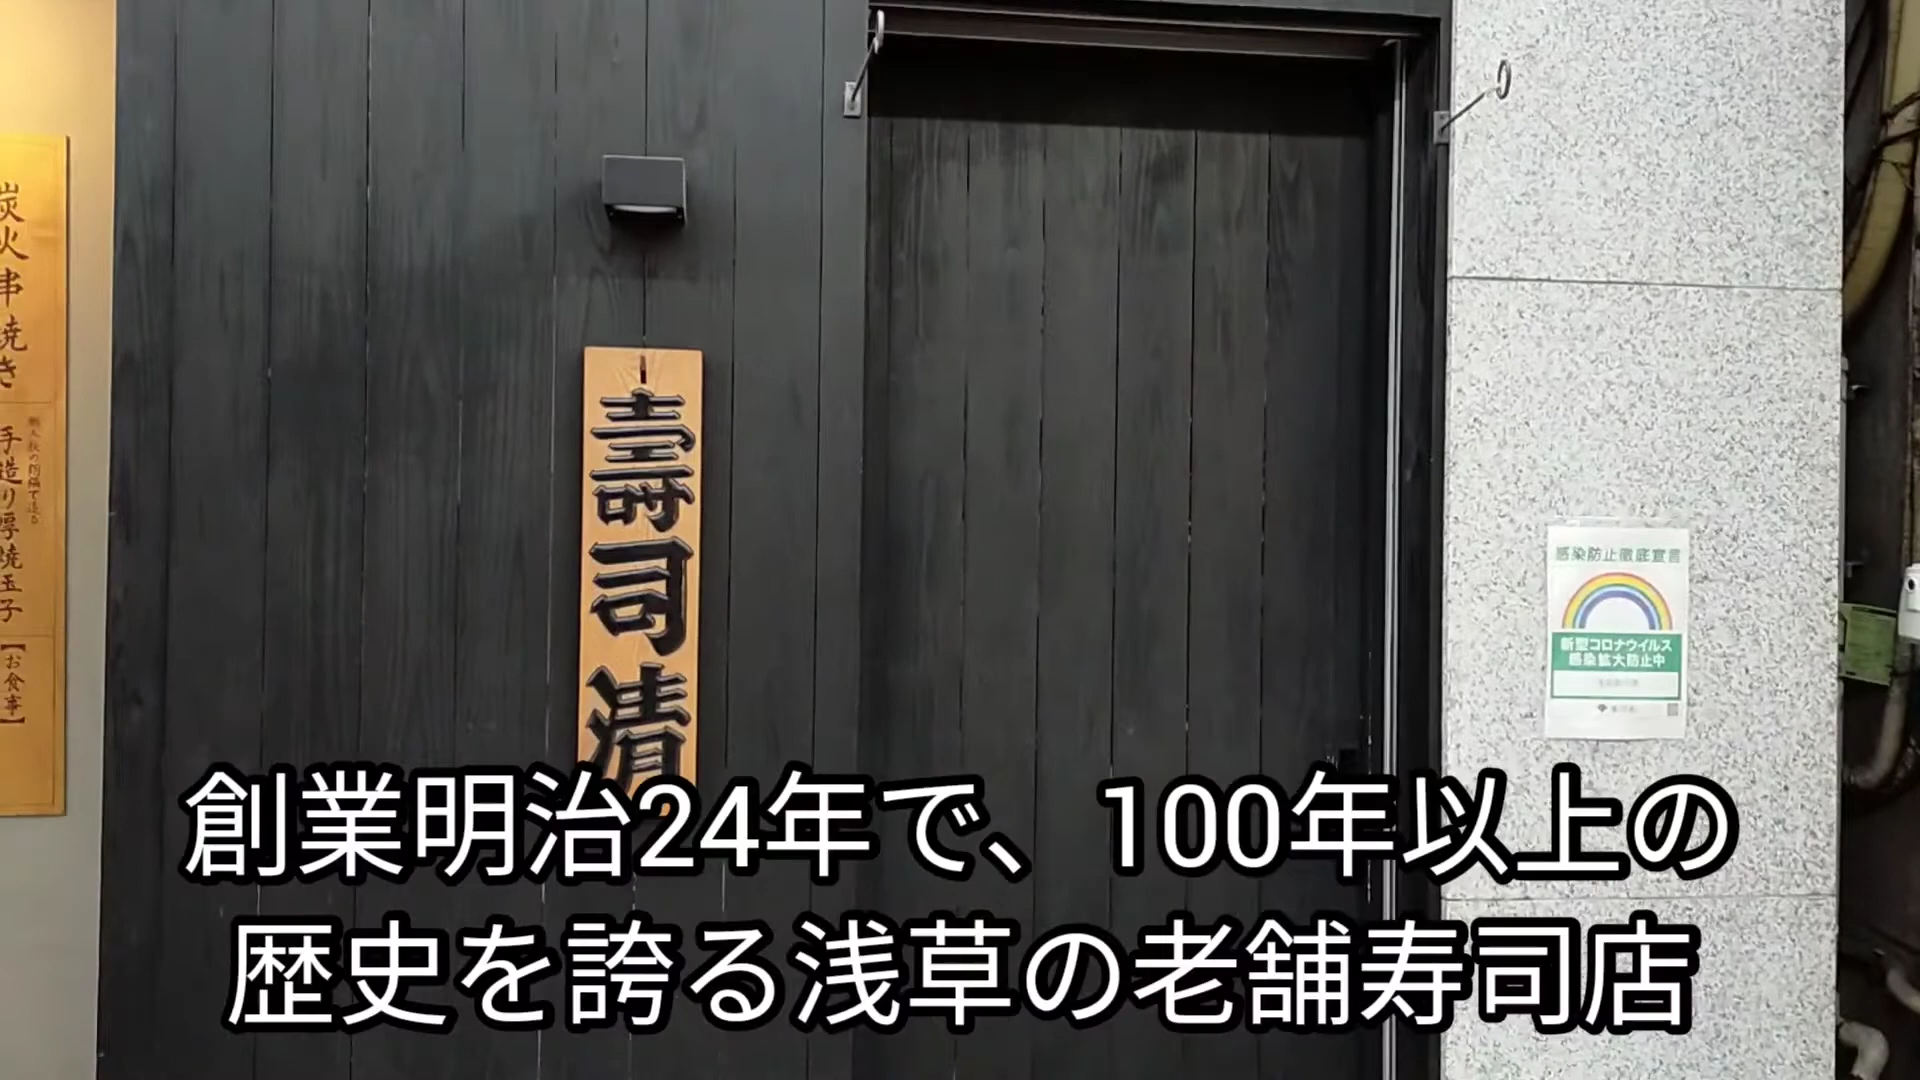 炭火串焼き
手造り厚焼玉子
【お食事】
壽司清
感染防止徹底宣言
新型コロナウイルス
感染拡大防止中
創業明治24年で、100年以上の
歴史を誇る浅草の老舗寿司店